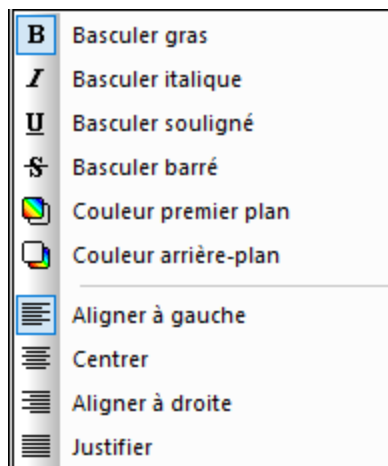 B Basculer gras
I Basculer italique
U Basculer souligné
S Basculer barré
Couleur premier plan
Couleur arrière-plan
Aligner à gauche
Centrer
Aligner à droite
Justifier